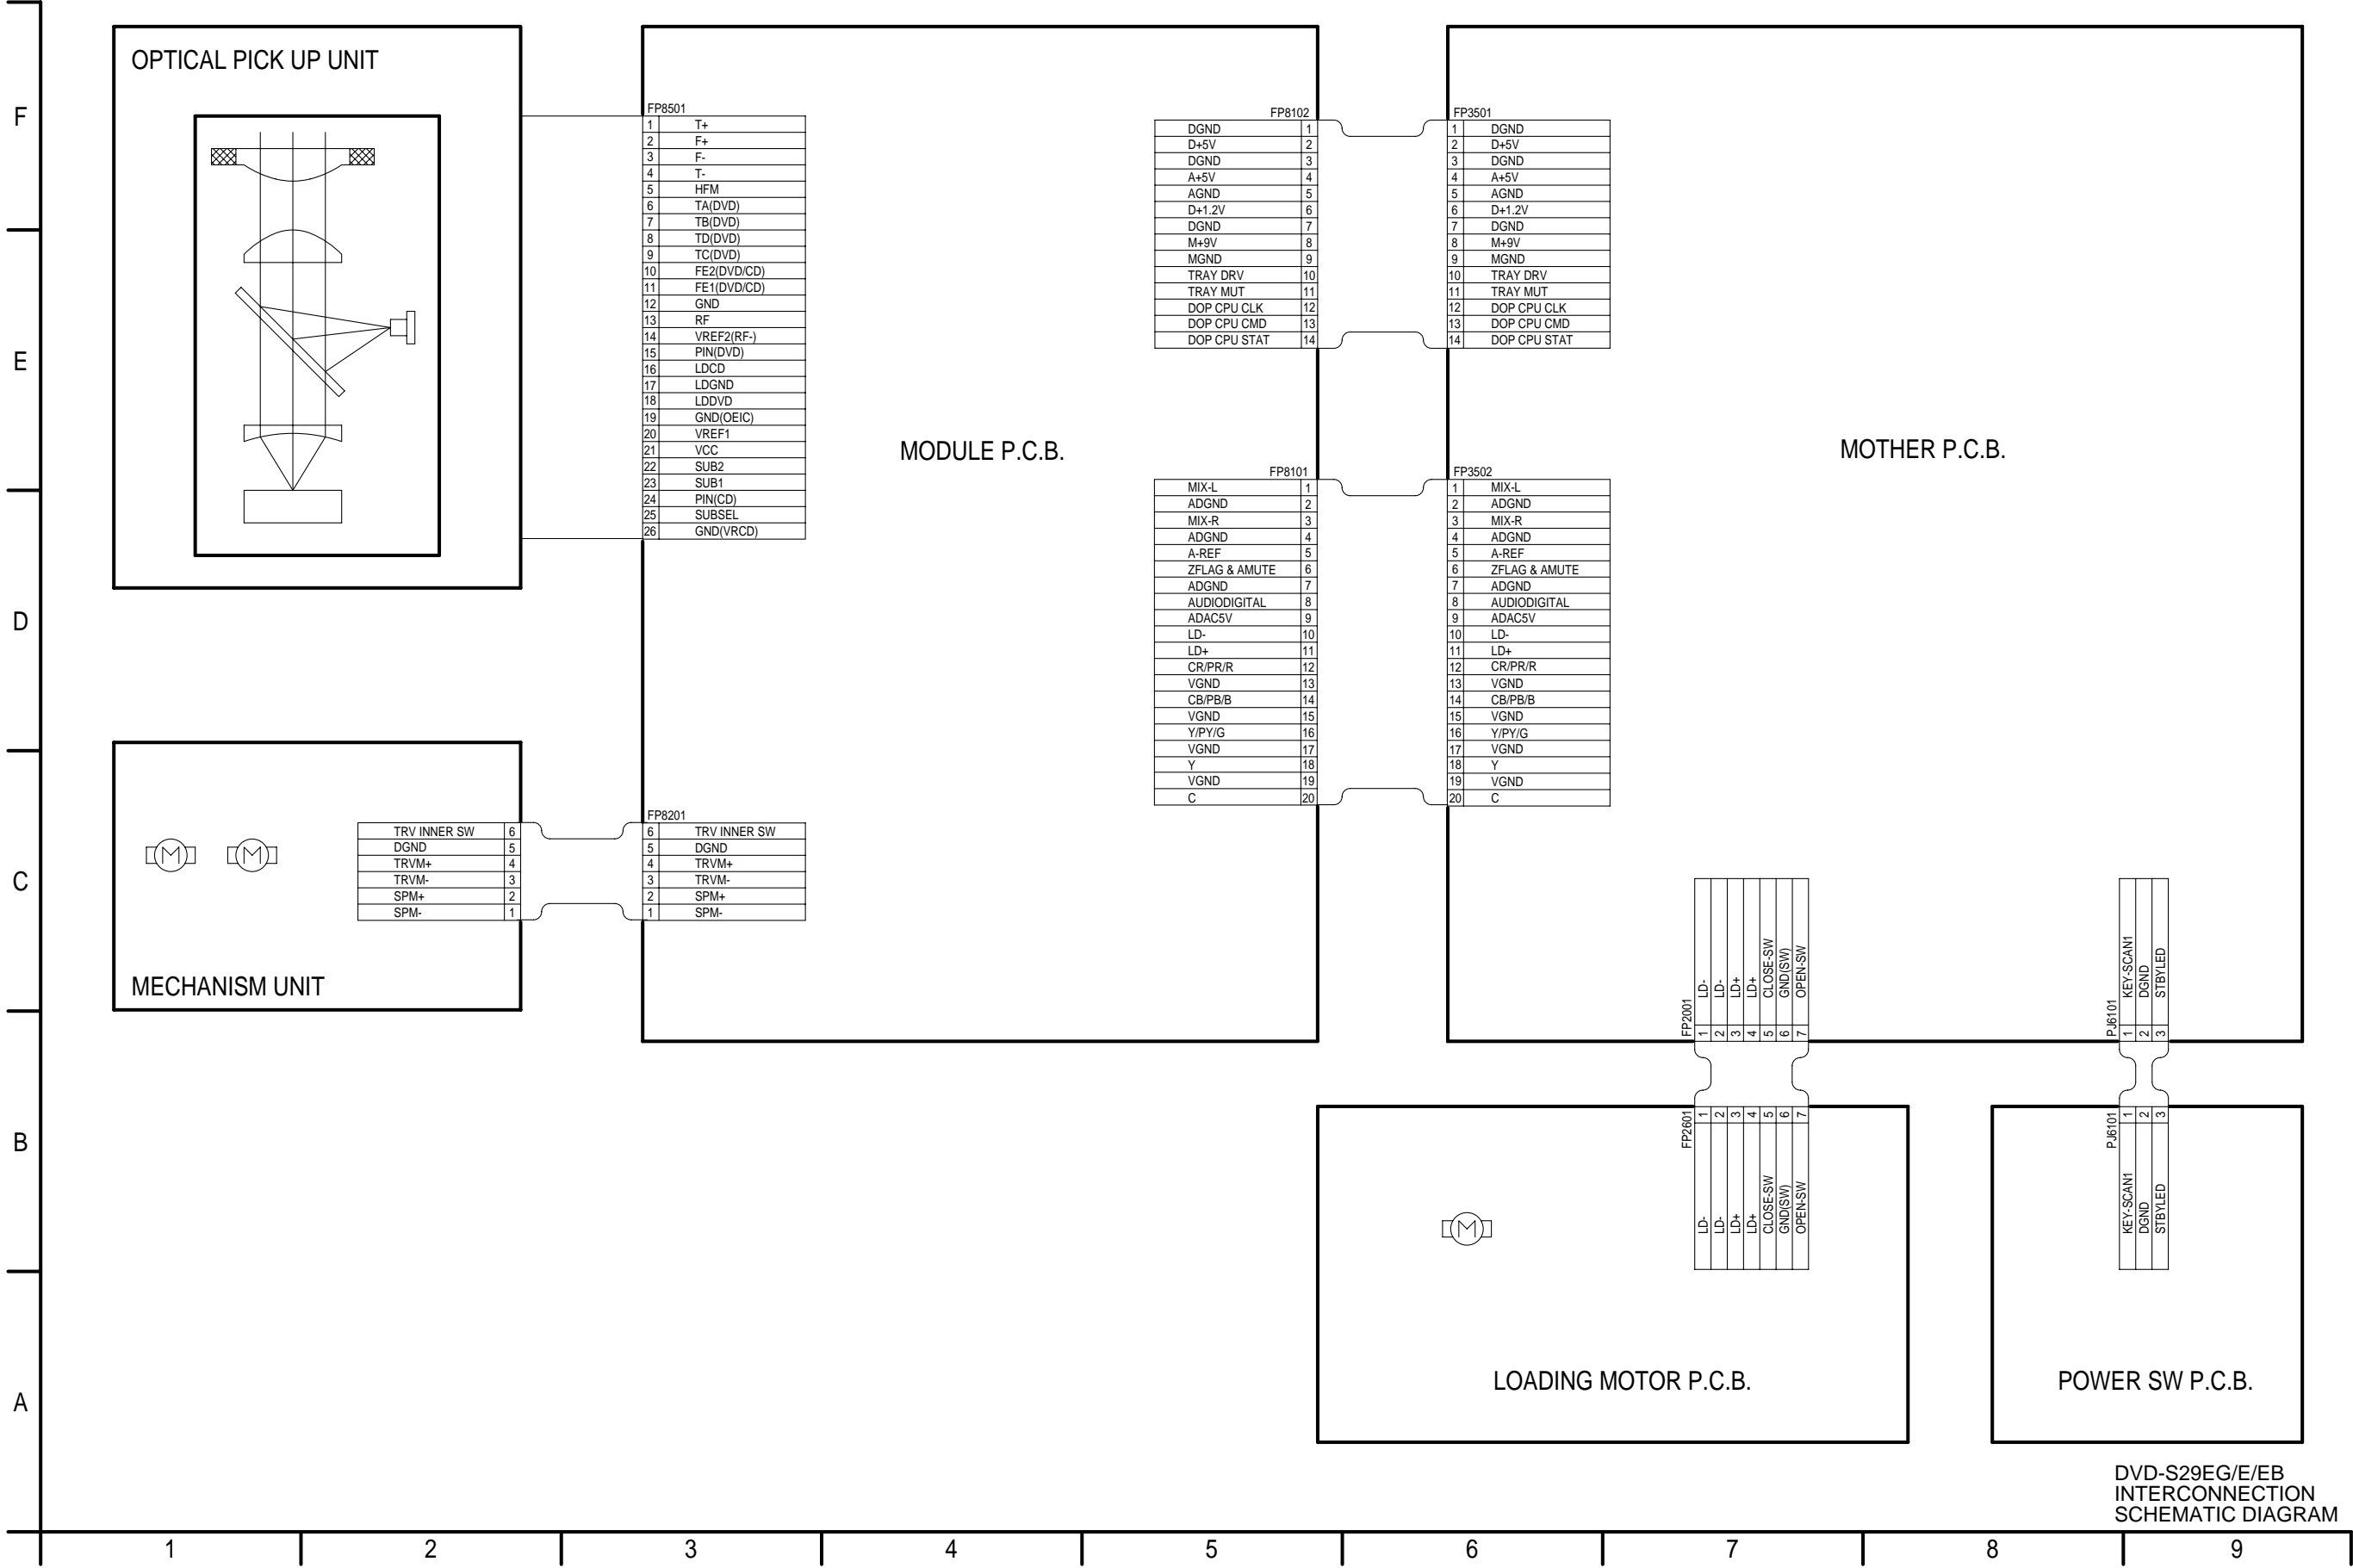 OPTICAL PICK UP UNIT
FP8501
1 T+
2 F+
3 F-
4 T-
5 HFM
6 TA(DVD)
7 TB(DVD)
8 TD(DVD)
9 TC(DVD)
10 FE2(DVD/CD)
11 FE1(DVD/CD)
12 GND
13 RF
14 VREF2(RF-)
15 PIN(DVD)
16 LDCD
17 LDGND
18 LDDVD
19 GND(OEIC)
20 VREF1
21 VCC
22 SUB2
23 SUB1
24 PIN(CD)
25 SUBSEL
26 GND(VRCD)
MODULE P.C.B.
FP8102
DGND 1
D+5V 2
DGND 3
A+5V 4
AGND 5
D+1.2V 6
DGND 7
M+9V 8
MGND 9
TRAY DRV 10
TRAY MUT 11
DOP CPU CLK 12
DOP CPU CMD 13
DOP CPU STAT 14
FP3501
1 DGND
2 D+5V
3 DGND
4 A+5V
5 AGND
6 D+1.2V
7 DGND
8 M+9V
9 MGND
10 TRAY DRV
11 TRAY MUT
12 DOP CPU CLK
13 DOP CPU CMD
14 DOP CPU STAT
MOTHER P.C.B.
FP8101
MIX-L 1
ADGND 2
MIX-R 3
ADGND 4
A-REF 5
ZFLAG & AMUTE 6
ADGND 7
AUDIODIGITAL 8
ADAC5V 9
LD- 10
LD+ 11
CR/PR/R 12
VGND 13
CB/PB/B 14
VGND 15
Y/PY/G 16
VGND 17
Y 18
VGND 19
C 20
FP3502
1 MIX-L
2 ADGND
3 MIX-R
4 ADGND
5 A-REF
6 ZFLAG & AMUTE
7 ADGND
8 AUDIODIGITAL
9 ADAC5V
10 LD-
11 LD+
12 CR/PR/R
13 VGND
14 CB/PB/B
15 VGND
16 Y/PY/G
17 VGND
18 Y
19 VGND
20 C
TRV INNER SW 6
DGND 5
TRVM+ 4
TRVM- 3
SPM+ 2
SPM- 1
M
M
MECHANISM UNIT
FP8201
6 TRV INNER SW
5 DGND
4 TRVM+
3 TRVM-
2 SPM+
1 SPM-
FP2001
1 LD-
2 LD-
3 LD+
4 LD+
5 CLOSE-SW
6 GND(SW)
7 OPEN-SW
PJ6101
1 KEY-SCAN1
2 DGND
3 STBYLED
FP2601
LD- 1
LD- 2
LD+ 3
LD+ 4
CLOSE-SW 5
GND(SW) 6
OPEN-SW 7
M
LOADING MOTOR P.C.B.
PJ6101
KEY-SCAN1 1
DGND 2
STBYLED 3
POWER SW P.C.B.
DVD-S29EG/E/EB
INTERCONNECTION
SCHEMATIC DIAGRAM
F
E
D
C
B
A
1 2 3 4 5 6 7 8 9